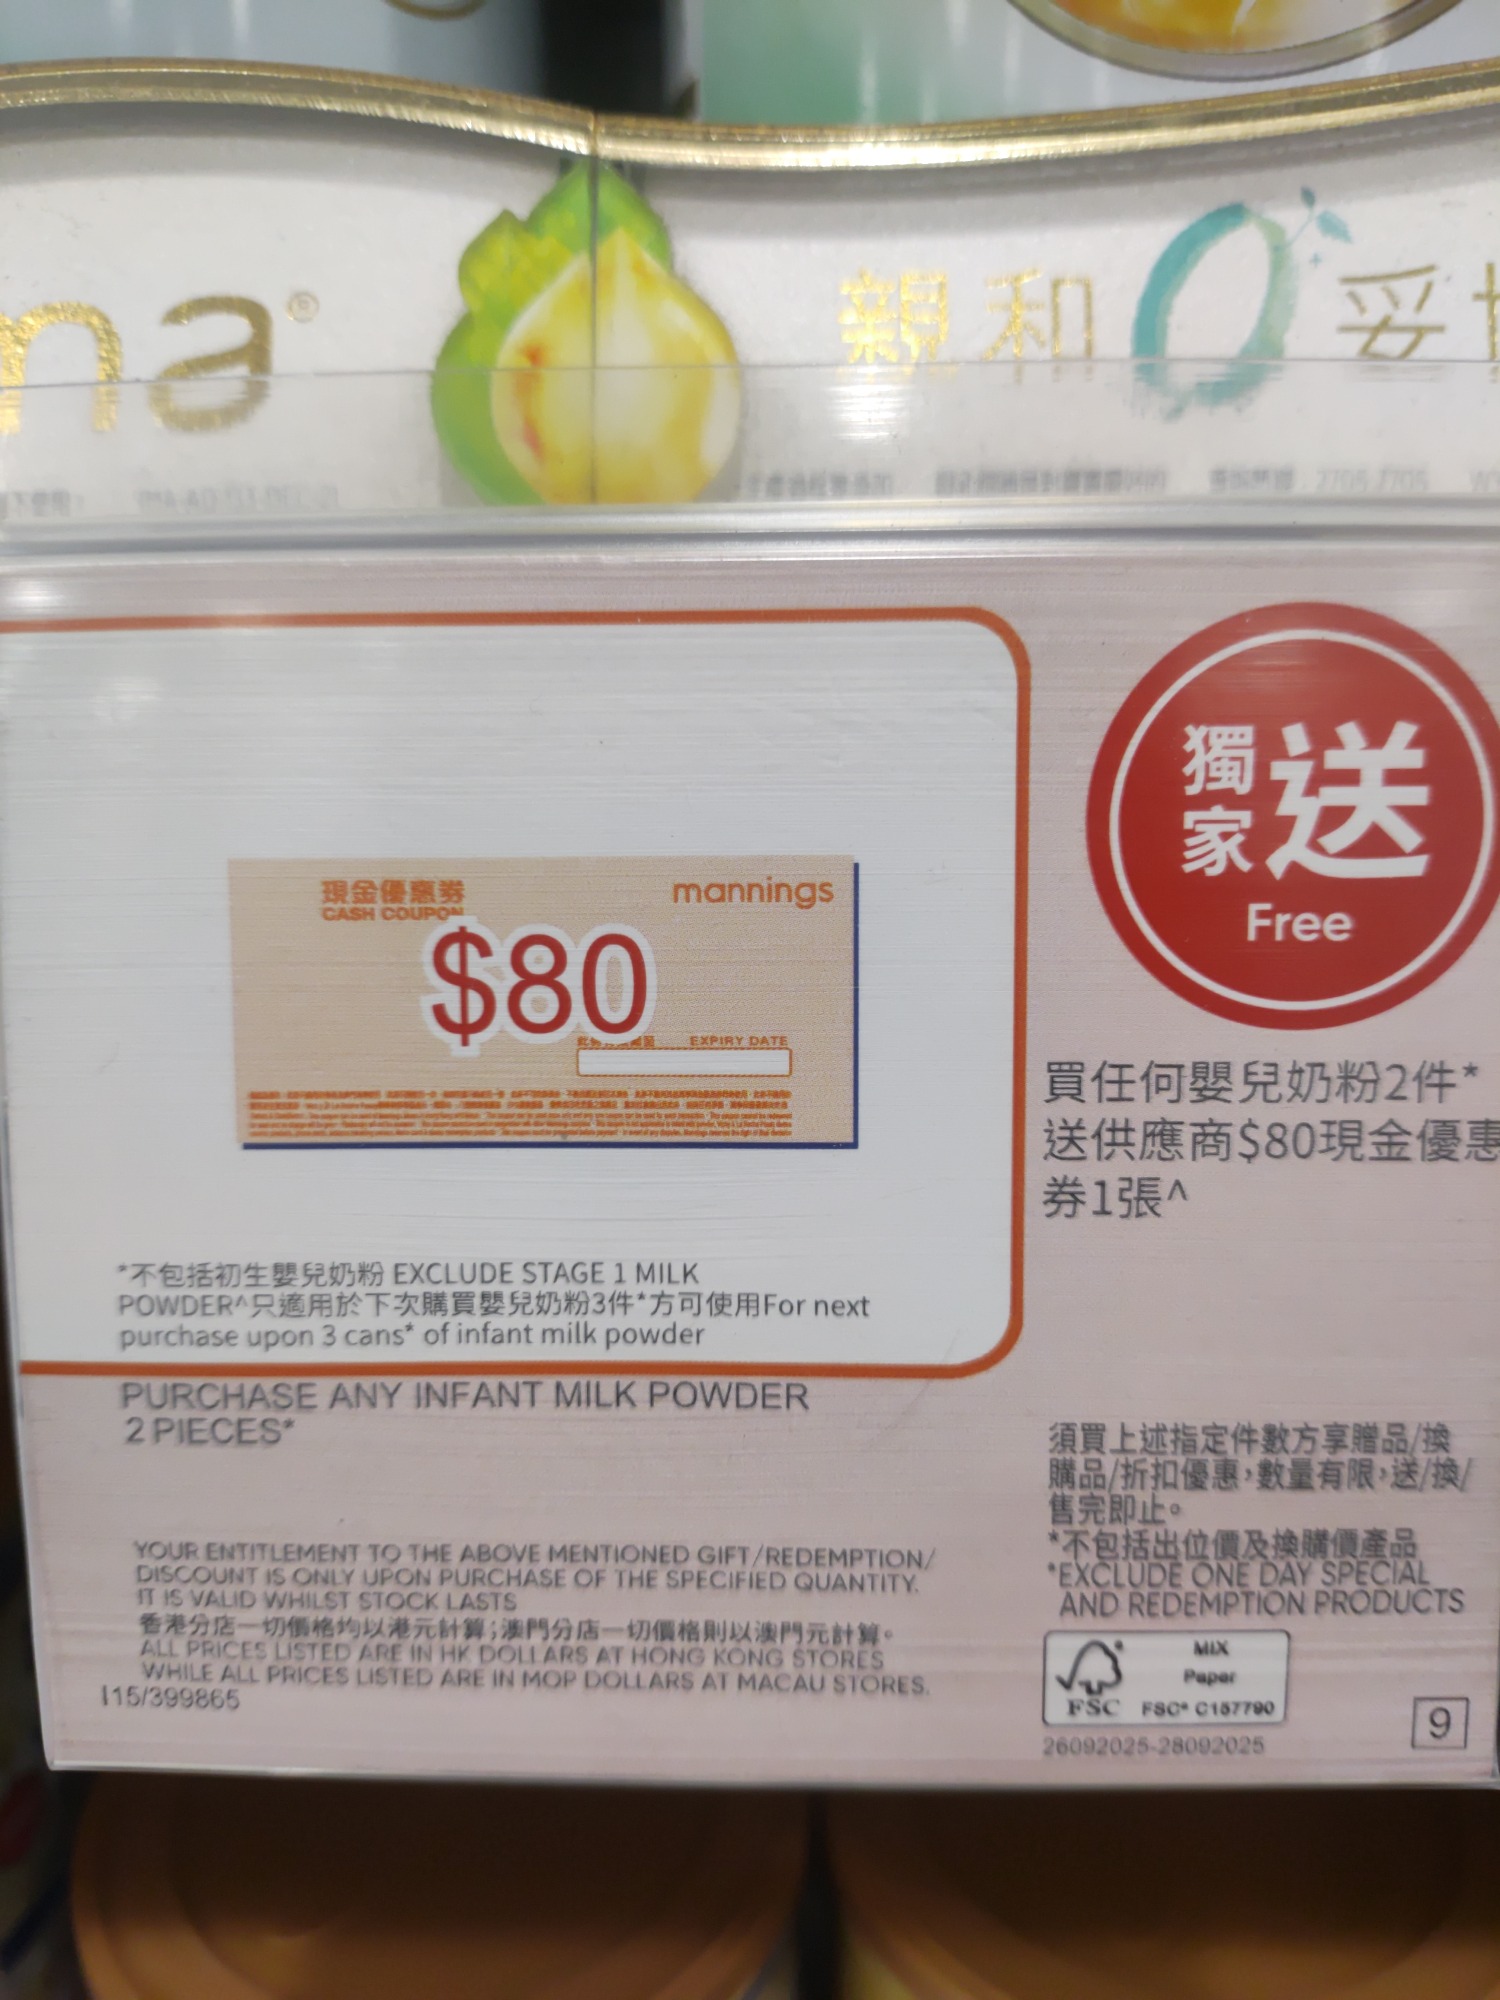 na®
親和 妥
現金優惠券
CASH COUPON
mannings
$80
EXPIRY DATE
獨家
送
Free
買任何嬰兒奶粉2件*
送供應商$80現金優惠
券1張^
*不包括初生嬰兒奶粉 EXCLUDE STAGE 1 MILK
POWDER^只適用於下次購買嬰兒奶粉3件*方可使用For next
purchase upon 3 cans* of infant milk powder
PURCHASE ANY INFANT MILK POWDER
2 PIECES*
須買上述指定件數方享贈品/換
購品/折扣優惠，數量有限，送/換/
售完即止。
*不包括出位價及換購價產品
*EXCLUDE ONE DAY SPECIAL
AND REDEMPTION PRODUCTS
YOUR ENTITLEMENT TO THE ABOVE MENTIONED GIFT/REDEMPTION/
DISCOUNT IS ONLY UPON PURCHASE OF THE SPECIFIED QUANTITY.
IT IS VALID WHILST STOCK LASTS
香港分店一切價格均以港元計算；澳門分店一切價格則以澳門元計算。
ALL PRICES LISTED ARE IN HK DOLLARS AT HONG KONG STORES
WHILE ALL PRICES LISTED ARE IN MOP DOLLARS AT MACAU STORES.
I15/399865
MIX
Paper
FSC FSC® C157790
26092025-28092025
9